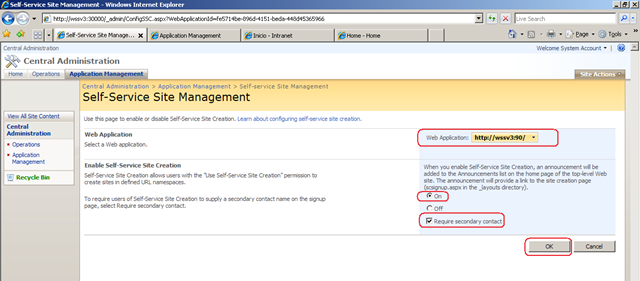 Self-Service Site Management - Windows Internet Explorer
http://wssv3:30000/_admin/ConfigSSC.aspx?WebApplicationId=fe5714be-696d-4151-beda-448d45365966
Self-Service Site Manage...
Application Management
Inicio - Intranet
Home - Home
Page
Tools
Central Administration
Welcome System Account
Central Administration
Home
Operations
Application Management
Site Actions
Central Administration > Application Management > Self-service Site Management
Self-Service Site Management
View All Site Content
Central Administration
Operations
Application Management
Recycle Bin
Use this page to enable or disable Self-Service Site Creation. Learn about configuring self-service site creation.
Web Application
Select a Web application.
Web Application: http://wssv3:90/
Enable Self-Service Site Creation
Self-Service Site Creation allows users with the "Use Self-Service Site Creation" permission to
create sites in defined URL namespaces.
To require users of Self-Service Site Creation to supply a secondary contact name on the signup
page, select Require secondary contact.
When you enable Self-Service Site Creation, an announcement will be
added to the Announcements list on the home page of the top-level Web
site. The announcement will provide a link to the site creation page
(scsignup.aspx in the _layouts directory).
On
Off
Require secondary contact
OK
Cancel